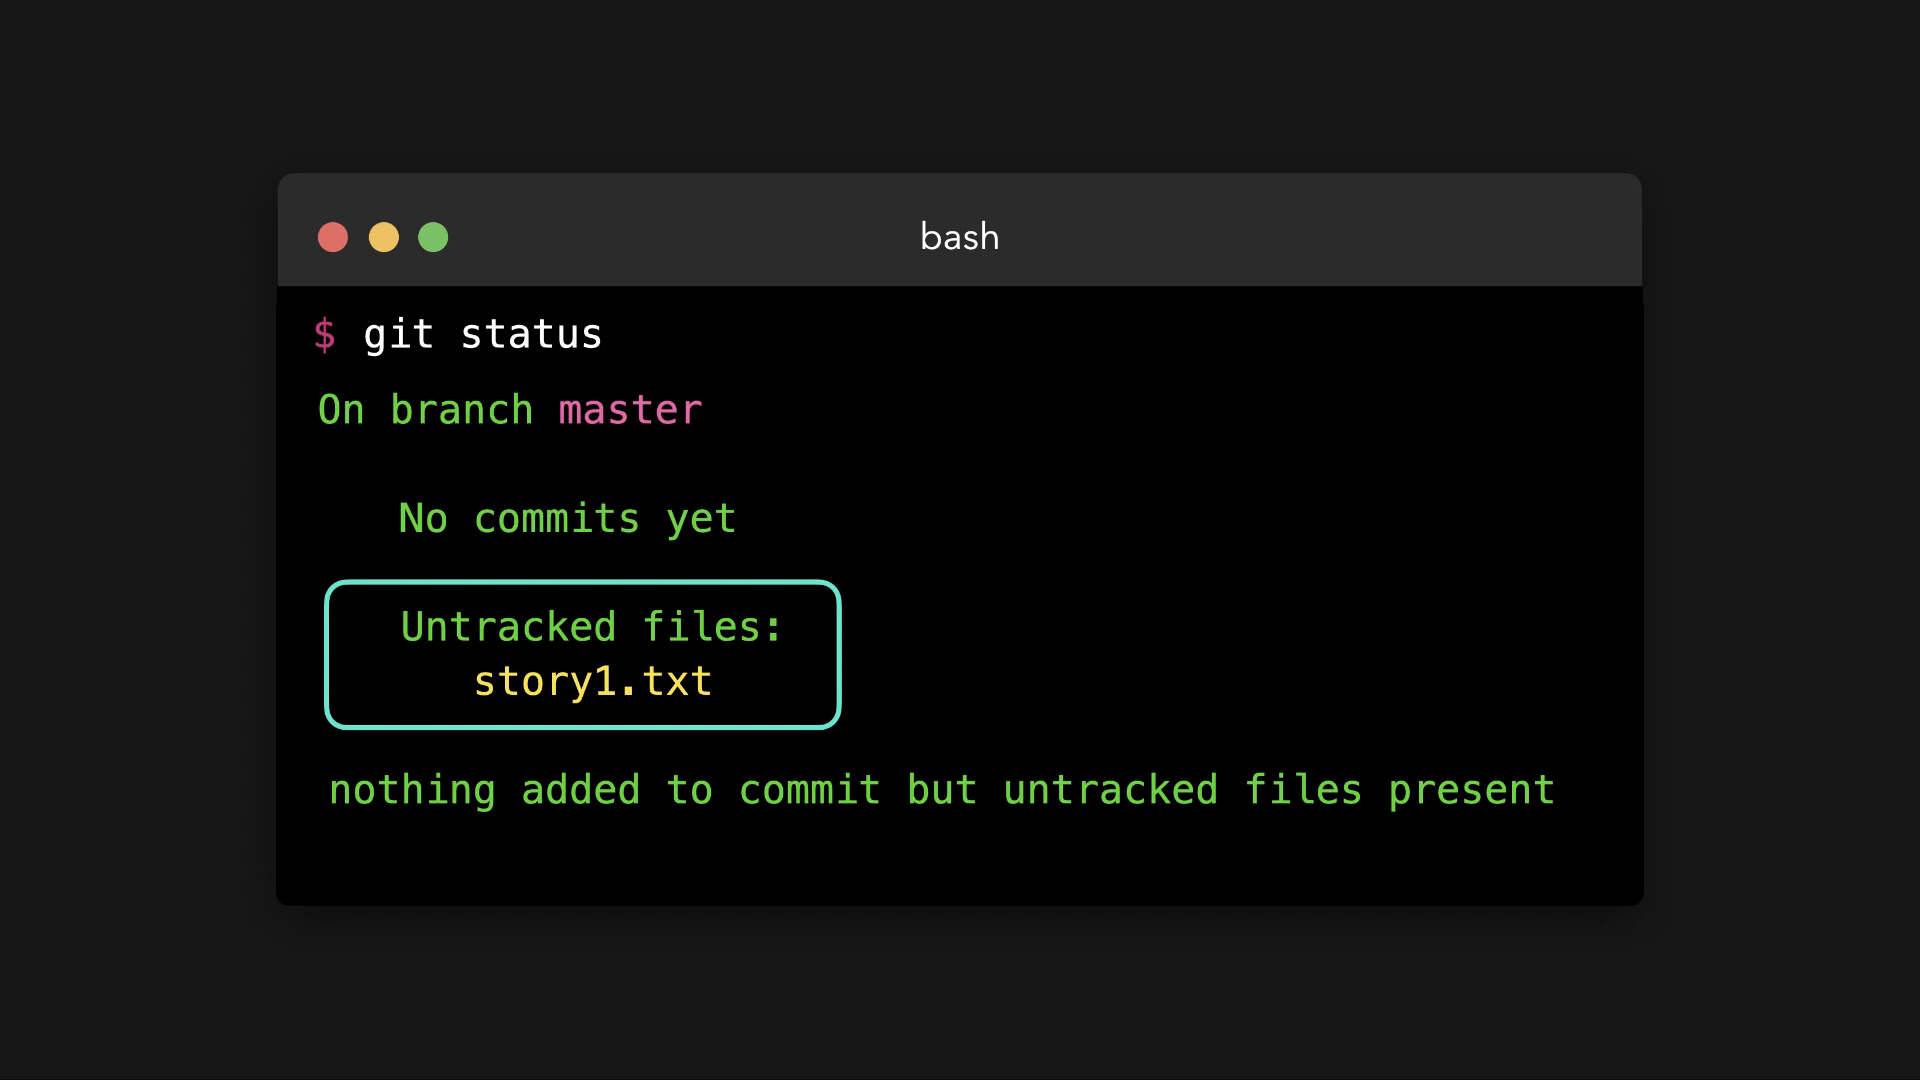 bash
$ git status
On branch master
No commits yet
Untracked files:
story1.txt
nothing added to commit but untracked files present